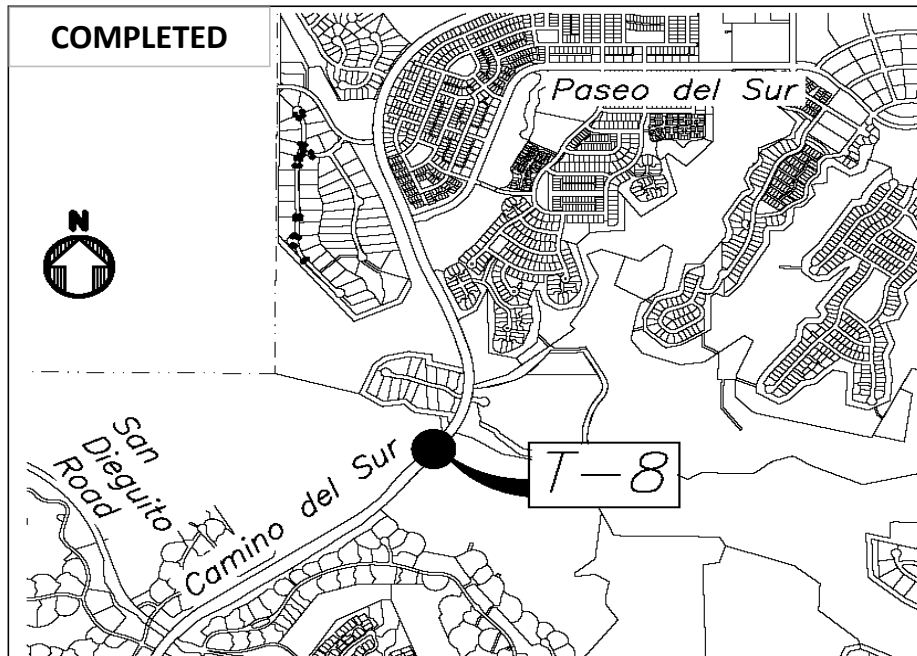 COMPLETED
Paseo del Sur
N
San
Dieguito
Road
Camino del Sur
T-8